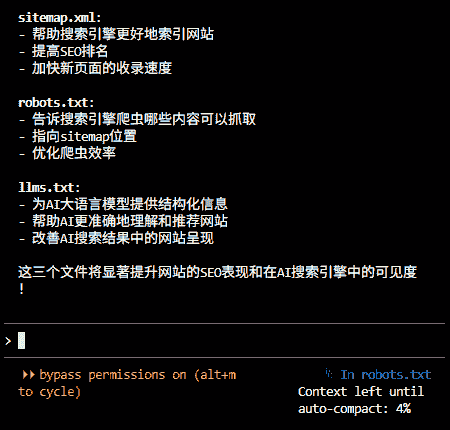 sitemap.xml:
- 帮助搜索引擎更好地索引网站
- 提高SEO排名
- 加快新页面的收录速度
robots.txt:
- 告诉搜索引擎爬虫哪些内容可以抓取
- 指向sitemap位置
- 优化爬虫效率
llms.txt:
- 为AI大语言模型提供结构化信息
- 帮助AI更准确地理解和推荐网站
- 改善AI搜索结果中的网站呈现
这三个文件将显著提升网站的SEO表现和在AI搜索引擎中的可见度
!
>
⏵⏵ bypass permissions on (alt+m
to cycle)
In robots.txt
Context left until
auto-compact: 4%